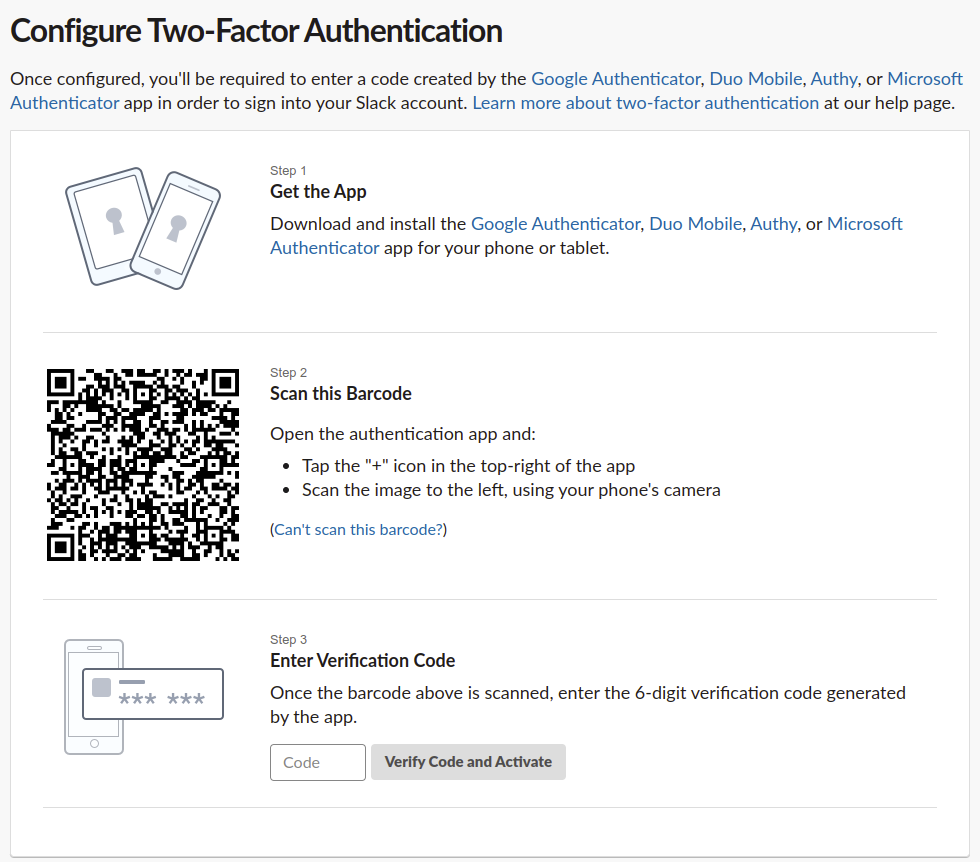 Configure Two-Factor Authentication
Once configured, you'll be required to enter a code created by the Google Authenticator, Duo Mobile, Authy, or Microsoft
Authenticator app in order to sign into your Slack account. Learn more about two-factor authentication at our help page.
Step 1
Get the App
Download and install the Google Authenticator, Duo Mobile, Authy, or Microsoft
Authenticator app for your phone or tablet.
Step 2
Scan this Barcode
Open the authentication app and:
• Tap the "+" icon in the top-right of the app
• Scan the image to the left, using your phone's camera
(Can't scan this barcode?)
Step 3
Enter Verification Code
*** ***
Once the barcode above is scanned, enter the 6-digit verification code generated
by the app.
Code
Verify Code and Activate